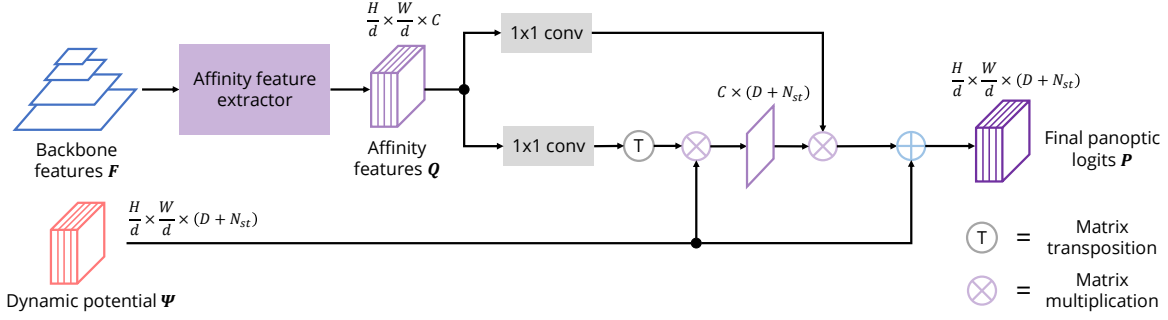 H/d × W/d × C
1x1 conv
Affinity feature
extractor
H/d × W/d × (D + N_st)
C × (D + N_st)
1x1 conv
T
Backbone
features F
Affinity
features Q
Final panoptic
logits P
H/d × W/d × (D + N_st)
T = Matrix
transposition
Dynamic potential Ψ
= Matrix
multiplication